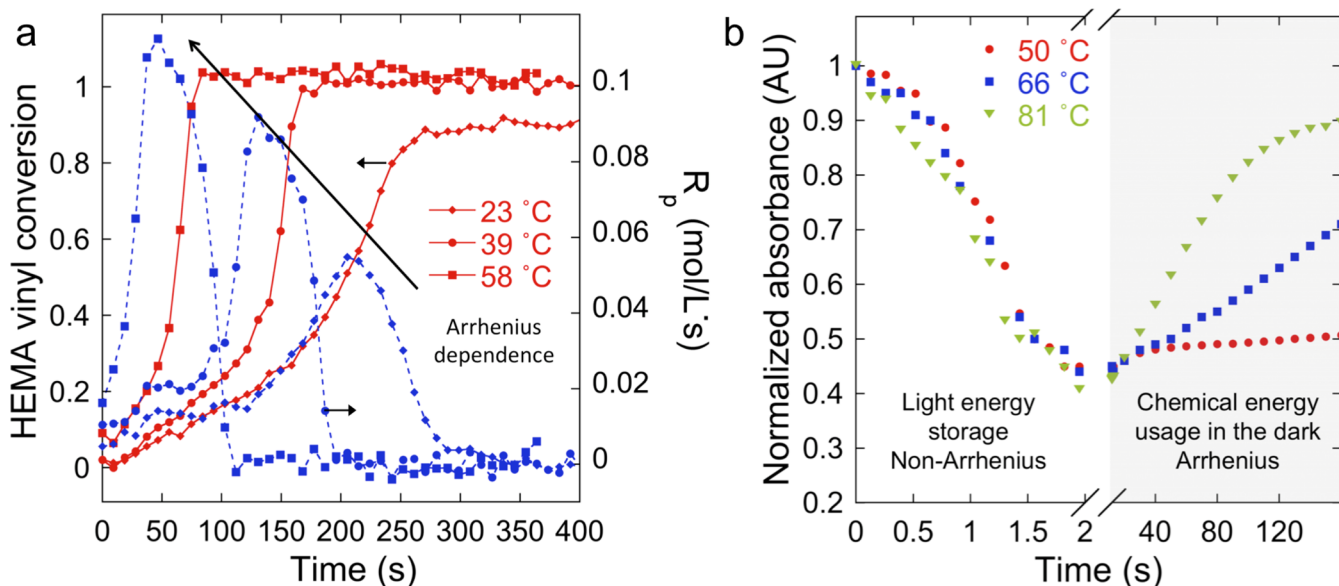 a
HEMA vinyl conversion
1
0.8
0.6
0.4
0.2
0
23 °C
39 °C
58 °C
Arrhenius
dependence
0.1
0.08
0.06
0.04
0.02
0
R_p (mol/L·s)
0 50 100 150 200 250 300 350 400
Time (s)
b
Normalized absorbance (AU)
1
0.9
0.8
0.7
0.6
0.5
0.4
0.3
0.2
50 °C
66 °C
81 °C
Light energy
storage
Non-Arrhenius
Chemical energy
usage in the dark
Arrhenius
0 0.5 1 1.5 2 40 80 120
Time (s)